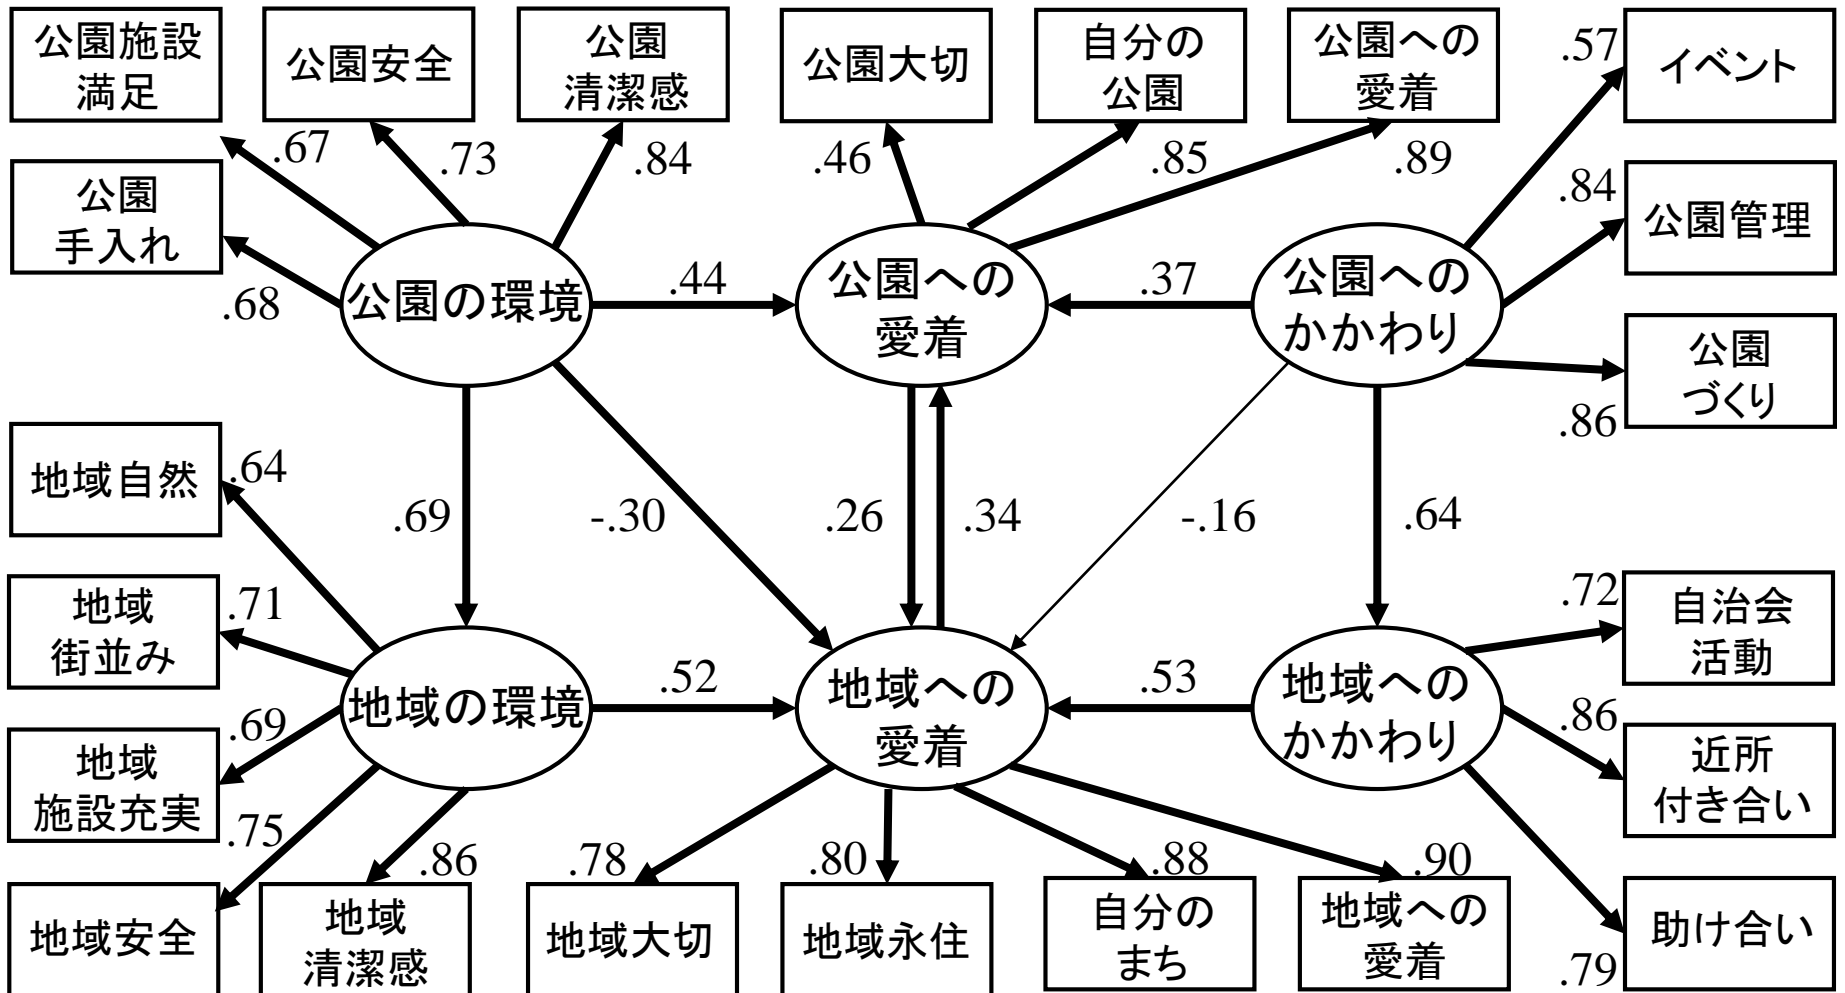 公園施設
満足
公園安全
公園
清潔感
公園大切
自分の
公園
公園への
愛着
.57
イベント
.67
.73
.84
.46
.85
.89
.84
公園
手入れ
公園管理
.68
公園の環境
.44
公園への
愛着
.37
公園への
かかわり
公園
づくり
.86
地域自然
.64
.69
-.30
.26
.34
-.16
.64
地域
街並み
.71
.72
自治会
活動
地域の環境
.52
地域への
愛着
.53
地域への
かかわり
.69
地域
施設充実
.86
近所
付き合い
.75
.86
.78
.80
.88
.90
地域安全
地域
清潔感
地域大切
地域永住
自分の
まち
地域への
愛着
助け合い
.79